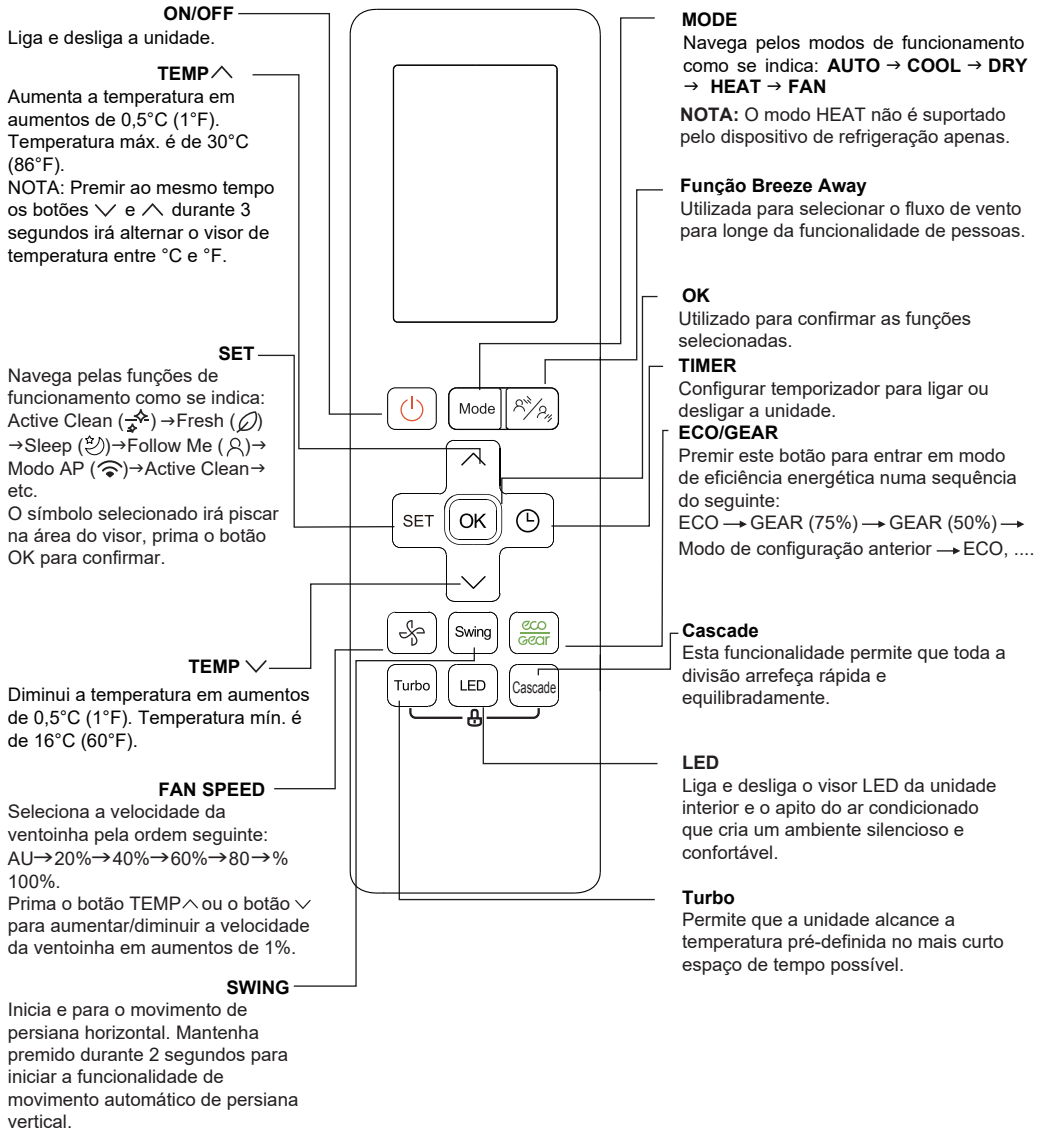 ON/OFF
Liga e desliga a unidade.
TEMP
Aumenta a temperatura em
aumentos de 0,5°C (1°F).
Temperatura máx. é de 30°C
(86°F).
NOTA: Premir ao mesmo tempo
os botões e durante 3
segundos irá alternar o visor de
temperatura entre °C e °F.
SET
Navega pelas funções de
funcionamento como se indica:
Active Clean ( ) →Fresh ( )
→Sleep ( )→Follow Me ( )→
Modo AP ( )→Active Clean→
etc.
O símbolo selecionado irá piscar
na área do visor, prima o botão
OK para confirmar.
TEMP
Diminui a temperatura em aumentos
de 0,5°C (1°F). Temperatura mín. é
de 16°C (60°F).
FAN SPEED
Seleciona a velocidade da
ventoinha pela ordem seguinte:
AU→20%→40%→60%→80→%
100%.
Prima o botão TEMP ou o botão
para aumentar/diminuir a velocidade
da ventoinha em aumentos de 1%.
SWING
Inicia e para o movimento de
persiana horizontal. Mantenha
premido durante 2 segundos para
iniciar a funcionalidade de
movimento automático de persiana
vertical.
Mode
SET
OK
Swing
eco
Gear
Turbo
LED
Cascade
MODE
Navega pelos modos de funcionamento
como se indica: AUTO → COOL → DRY
→ HEAT → FAN
NOTA: O modo HEAT não é suportado
pelo dispositivo de refrigeração apenas.
Função Breeze Away
Utilizada para selecionar o fluxo de vento
para longe da funcionalidade de pessoas.
OK
Utilizado para confirmar as funções
selecionadas.
TIMER
Configurar temporizador para ligar ou
desligar a unidade.
ECO/GEAR
Premir este botão para entrar em modo
de eficiência energética numa sequência
do seguinte:
ECO → GEAR (75%) → GEAR (50%) →
Modo de configuração anterior → ECO, ....
Cascade
Esta funcionalidade permite que toda a
divisão arrefeça rápida e
equilibradamente.
LED
Liga e desliga o visor LED da unidade
interior e o apito do ar condicionado
que cria um ambiente silencioso e
confortável.
Turbo
Permite que a unidade alcance a
temperatura pré-definida no mais curto
espaço de tempo possível.